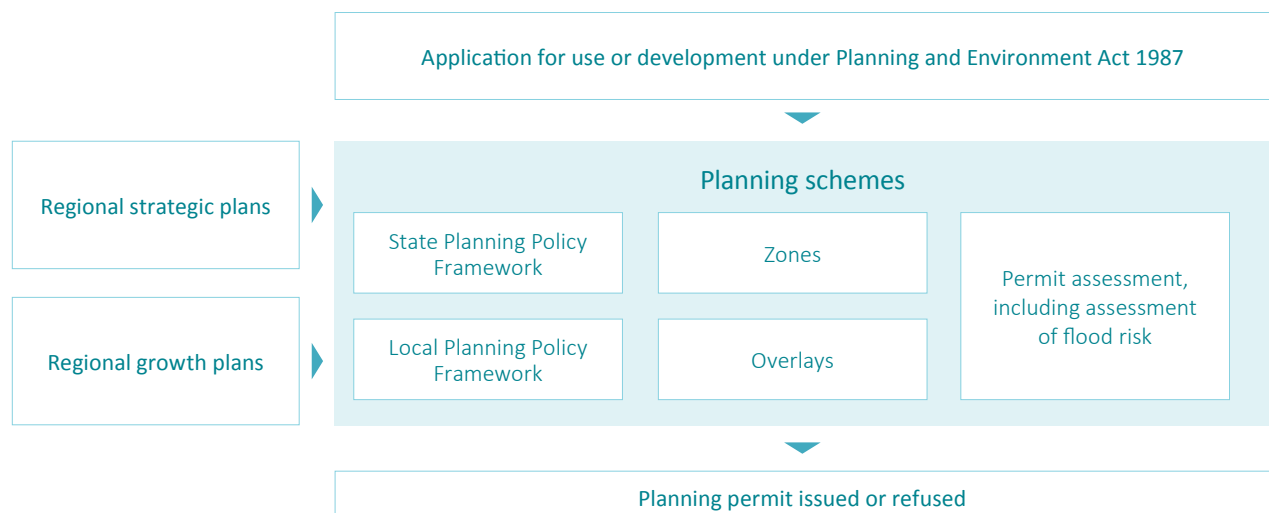 Application for use or development under Planning and Environment Act 1987
Regional strategic plans
Regional growth plans
Planning schemes
State Planning Policy
Framework
Local Planning Policy
Framework
Zones
Overlays
Permit assessment,
including assessment
of flood risk
Planning permit issued or refused